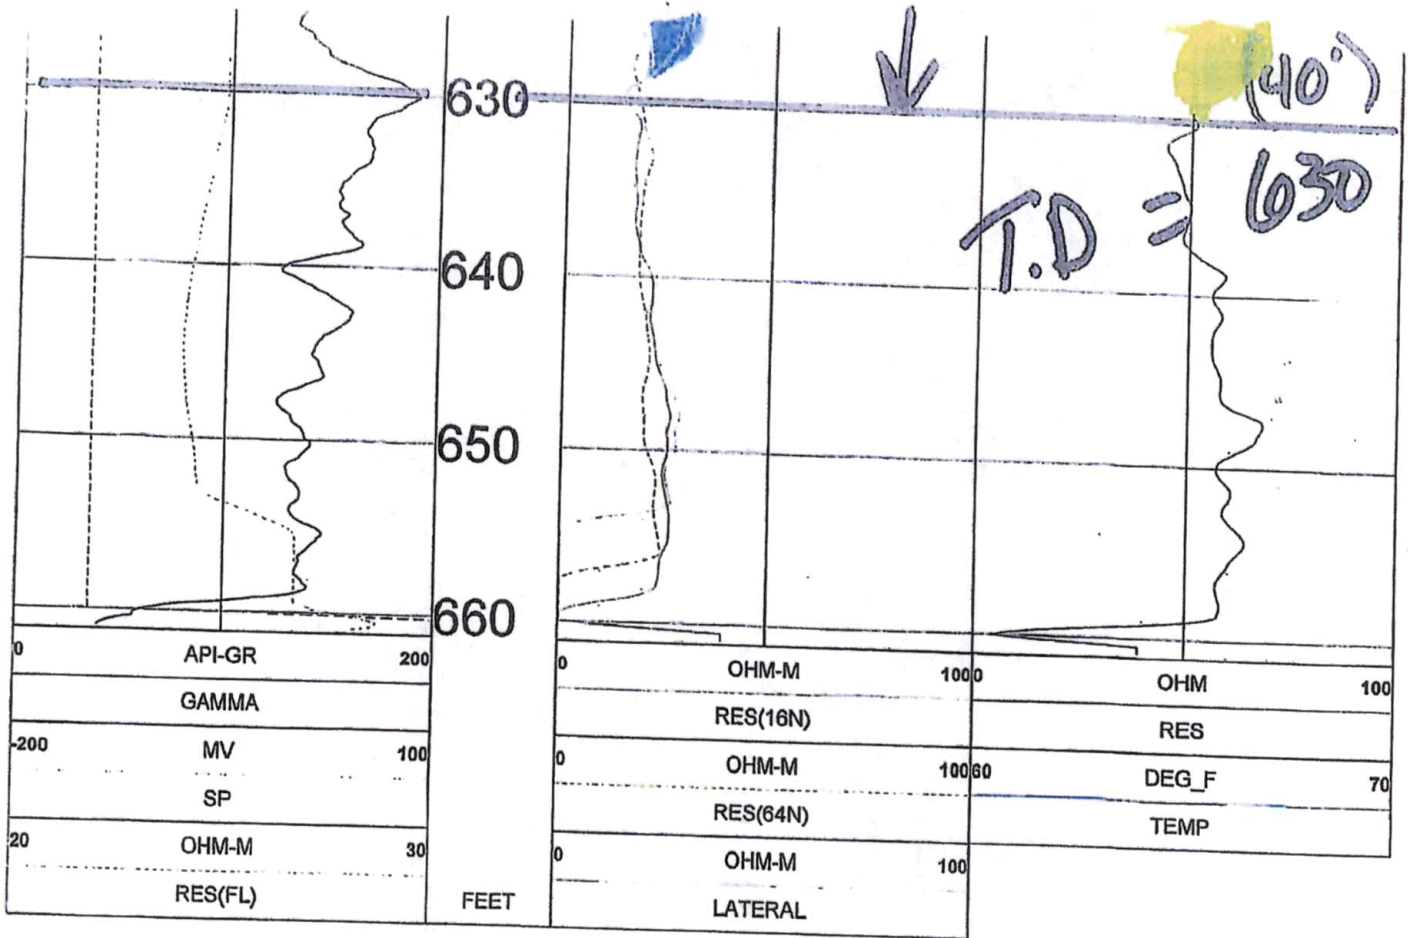 (40')
630
T.D = 630
640
650
660
0 API-GR 200
GAMMA
-200 MV 100
SP
20 OHM-M 30
RES(FL)
FEET
0 OHM-M 100
RES(16N)
0 OHM-M 100
RES(64N)
0 OHM-M 100
LATERAL
0 OHM 100
RES
60 DEG_F 70
TEMP